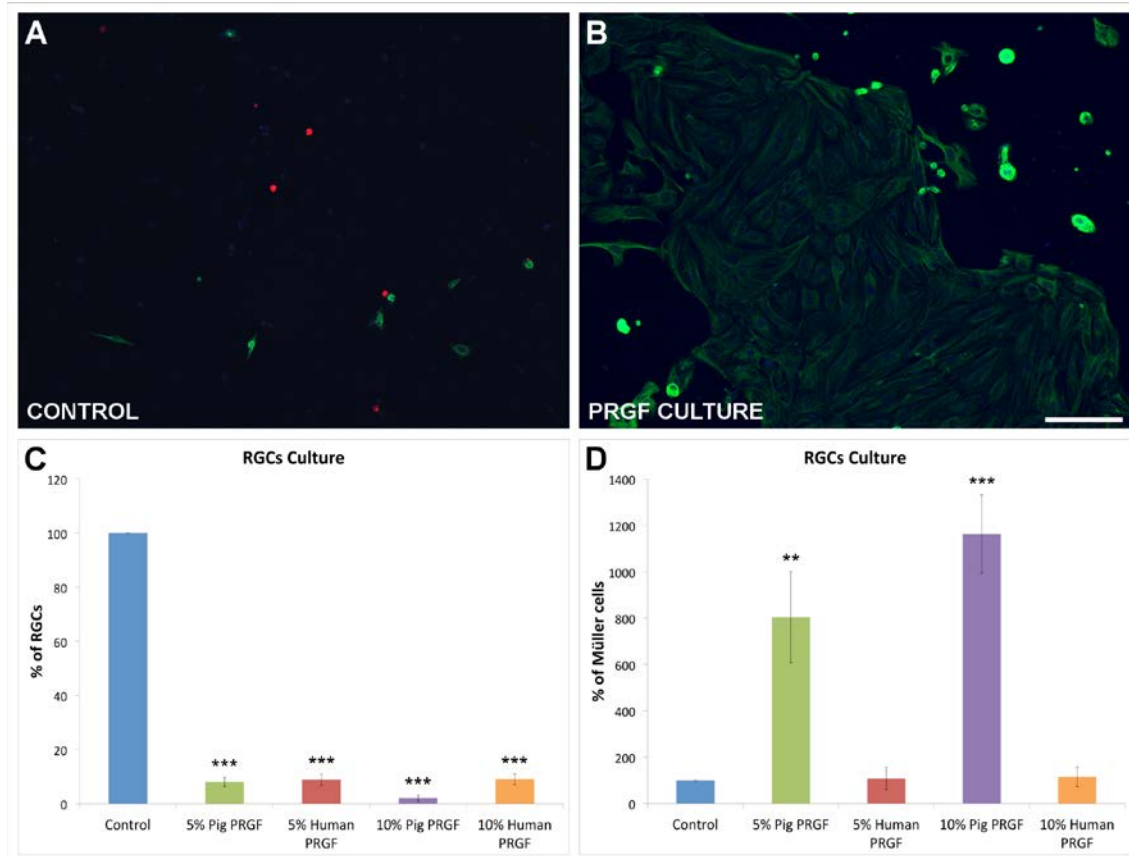 A
CONTROL
B
PRGF CULTURE
C
RGCs Culture
% of RGCs
120
100
80
60
40
20
0
***
***
***
***
Control
5% Pig PRGF
5% Human
PRGF
10% Pig PRGF
10% Human
PRGF
D
RGCs Culture
% of Müller cells
1400
1200
1000
800
600
400
200
0
**
***
Control
5% Pig PRGF
5% Human
PRGF
10% Pig PRGF
10% Human
PRGF